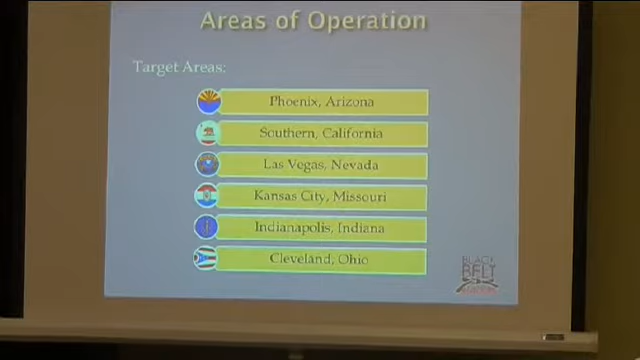 Areas of Operation
Target Areas:
Phoenix, Arizona
Southern, California
Las Vegas, Nevada
Kansas City, Missouri
Indianapolis, Indiana
Cleveland, Ohio
BLACK
BELT